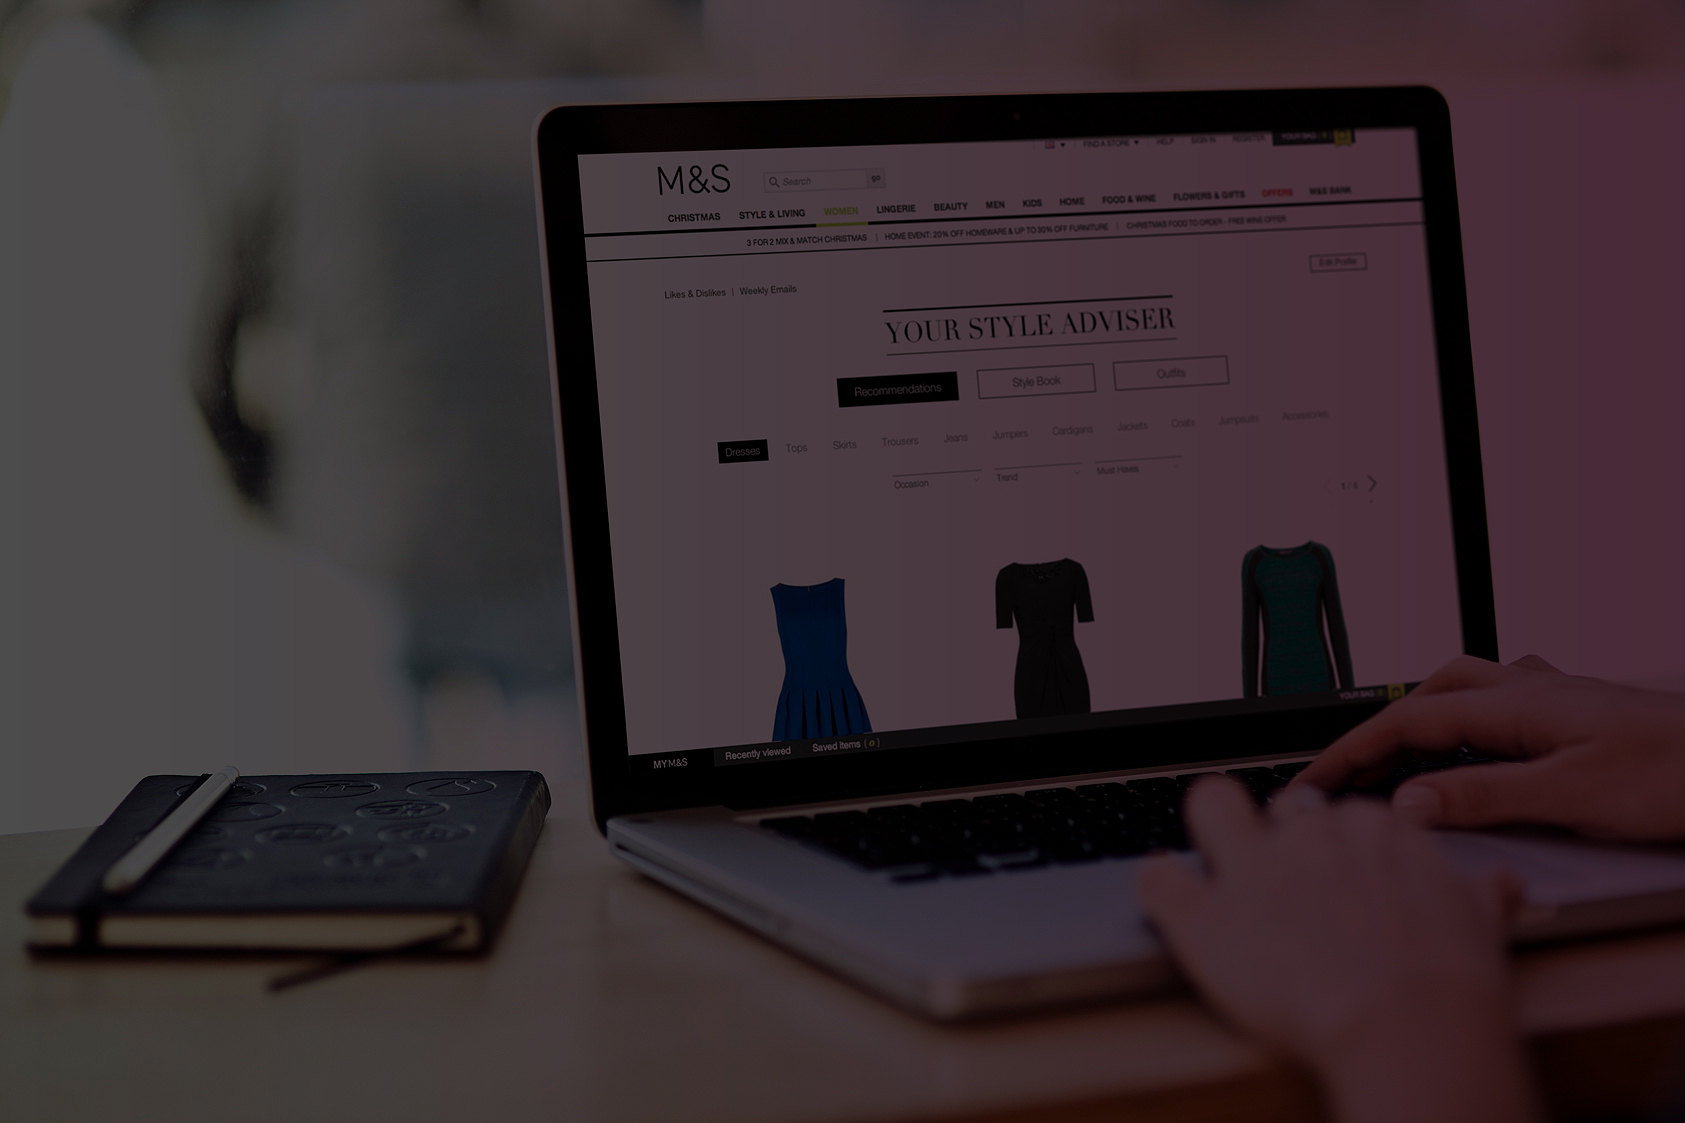 FIND A STORE HELP SIGN IN REGISTER YOUR BAG
M&S Search go
CHRISTMAS STYLE & LIVING WOMEN LINGERIE BEAUTY MEN KIDS HOME FOOD & WINE FLOWERS & GIFTS OFFERS M&S BANK
3 FOR 2 MIX & MATCH CHRISTMAS | HOME EVENT: 20% OFF HOMEWARE & UP TO 30% OFF FURNITURE | CHRISTMAS FOOD TO ORDER - FREE WINE OFFER
Edit Profile
Likes & Dislikes | Weekly Emails
YOUR STYLE ADVISER
Recommendations Style Book Outfits
Dresses Tops Skirts Trousers Jeans Jumpers Cardigans Jackets Coats Jumpsuits Accessories
Occasion Trend Must Haves
1 / 4
YOUR BAG
MY M&S Recently viewed Saved items (0)